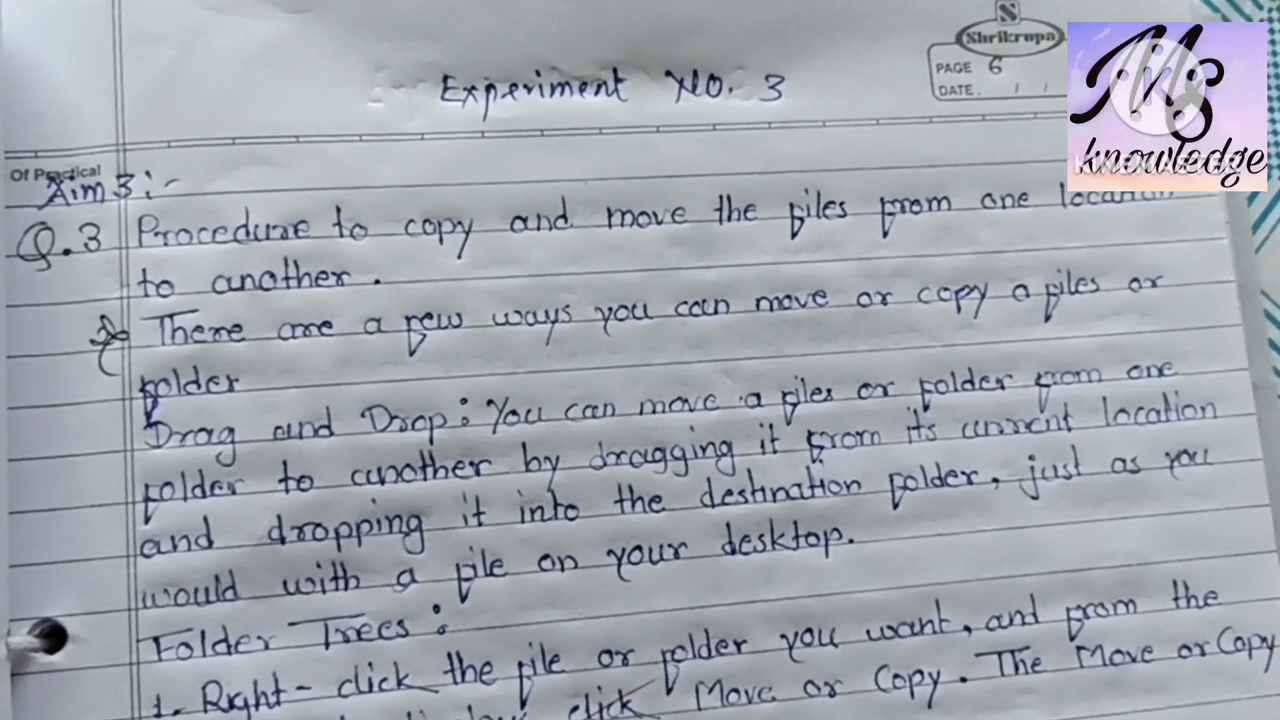 Shrikrupa
PAGE 6
DATE. / /
Experiment No. 3
Ms
knowledge
Of Practical
Aim 3:-
Q.3 Procedure to copy and move the files from one location
to another.
There are a few ways you can move or copy a files or
folder
Drag and Drop: You can move a files or folder from one
folder to another by dragging it from its current location
and dropping it into the destination folder, just as you
would with a file on your desktop.
Folder Trees:
1. Right-click the file or folder you want, and from the
click Move or Copy. The Move or Copy